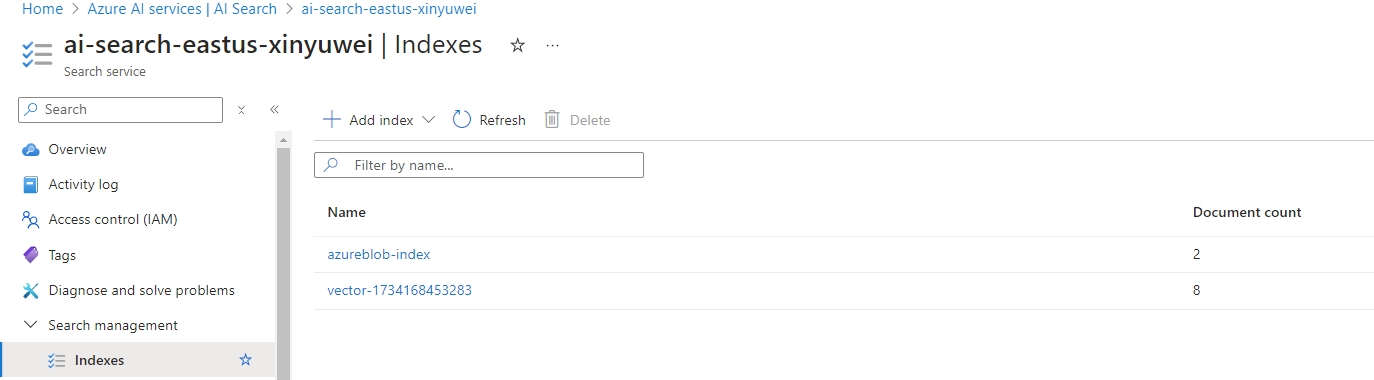 Home > Azure AI services | AI Search > ai-search-eastus-xinyuwei
ai-search-eastus-xinyuwei | Indexes
Search service
Search
Overview
Activity log
Access control (IAM)
Tags
Diagnose and solve problems
Search management
Indexes
Add index Refresh Delete
Filter by name...
Name Document count
azureblob-index 2
vector-1734168453283 8